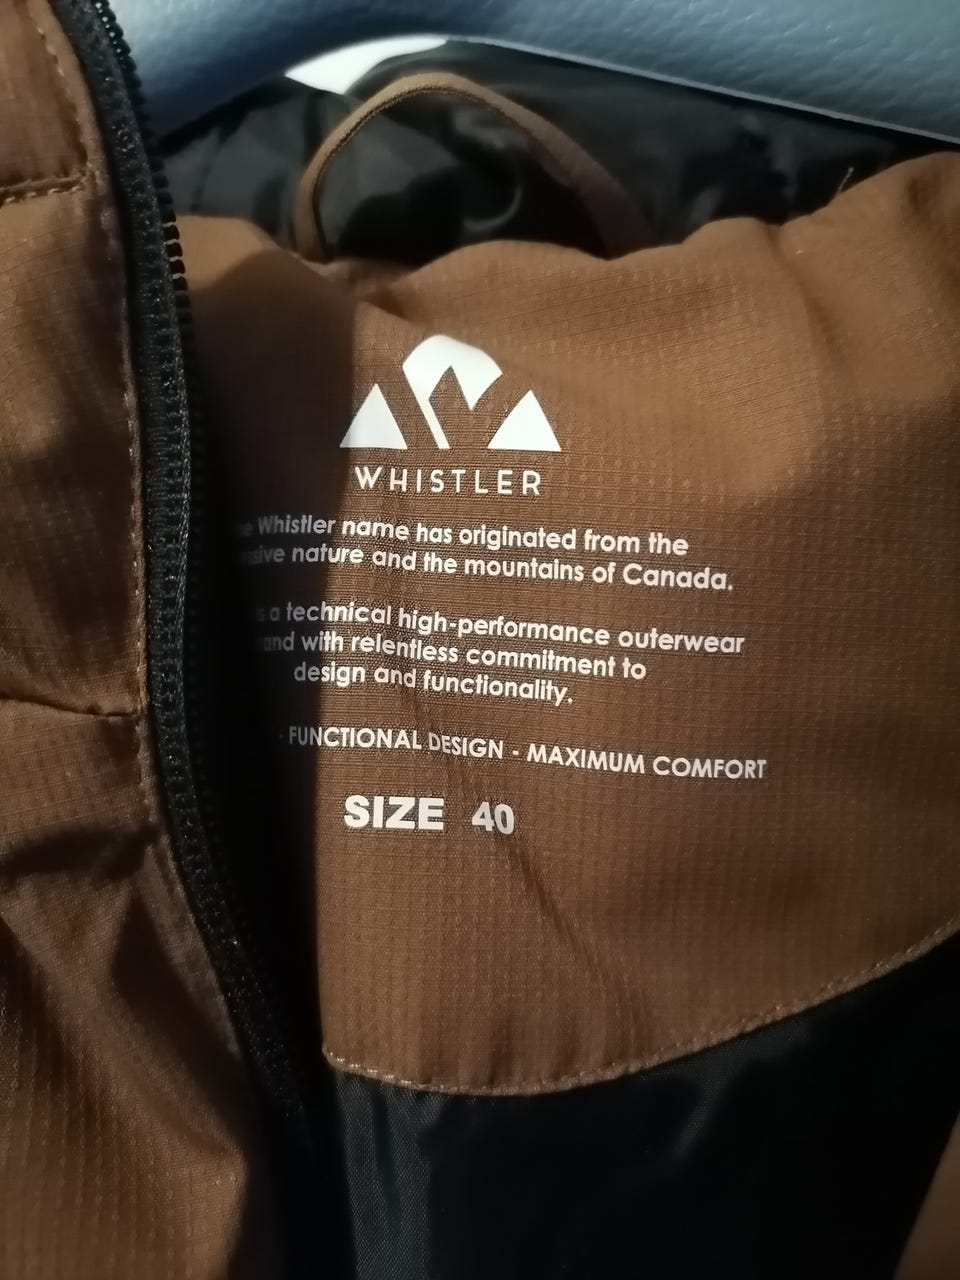 WHISTLER
Whistler name has originated from the
nature and the mountains of Canada.
a technical high-performance outerwear
and with relentless commitment to
design and functionality.
- FUNCTIONAL DESIGN - MAXIMUM COMFORT
SIZE 40